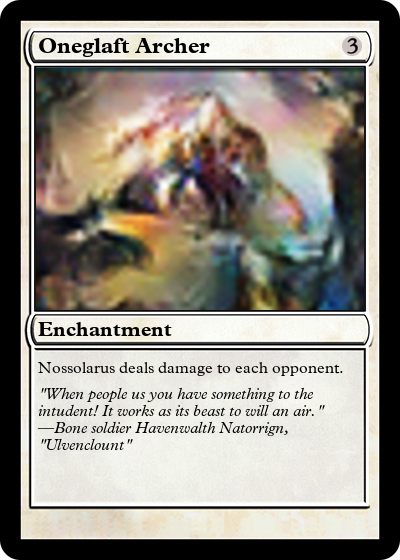 Oneglaft Archer 3
Enchantment
Nossolarus deals damage to each opponent.
"When people us you have something to the
intudent! It works as its beast to will an air. "
—Bone soldier Havenwalth Natorrign,
"Ulvenclount"